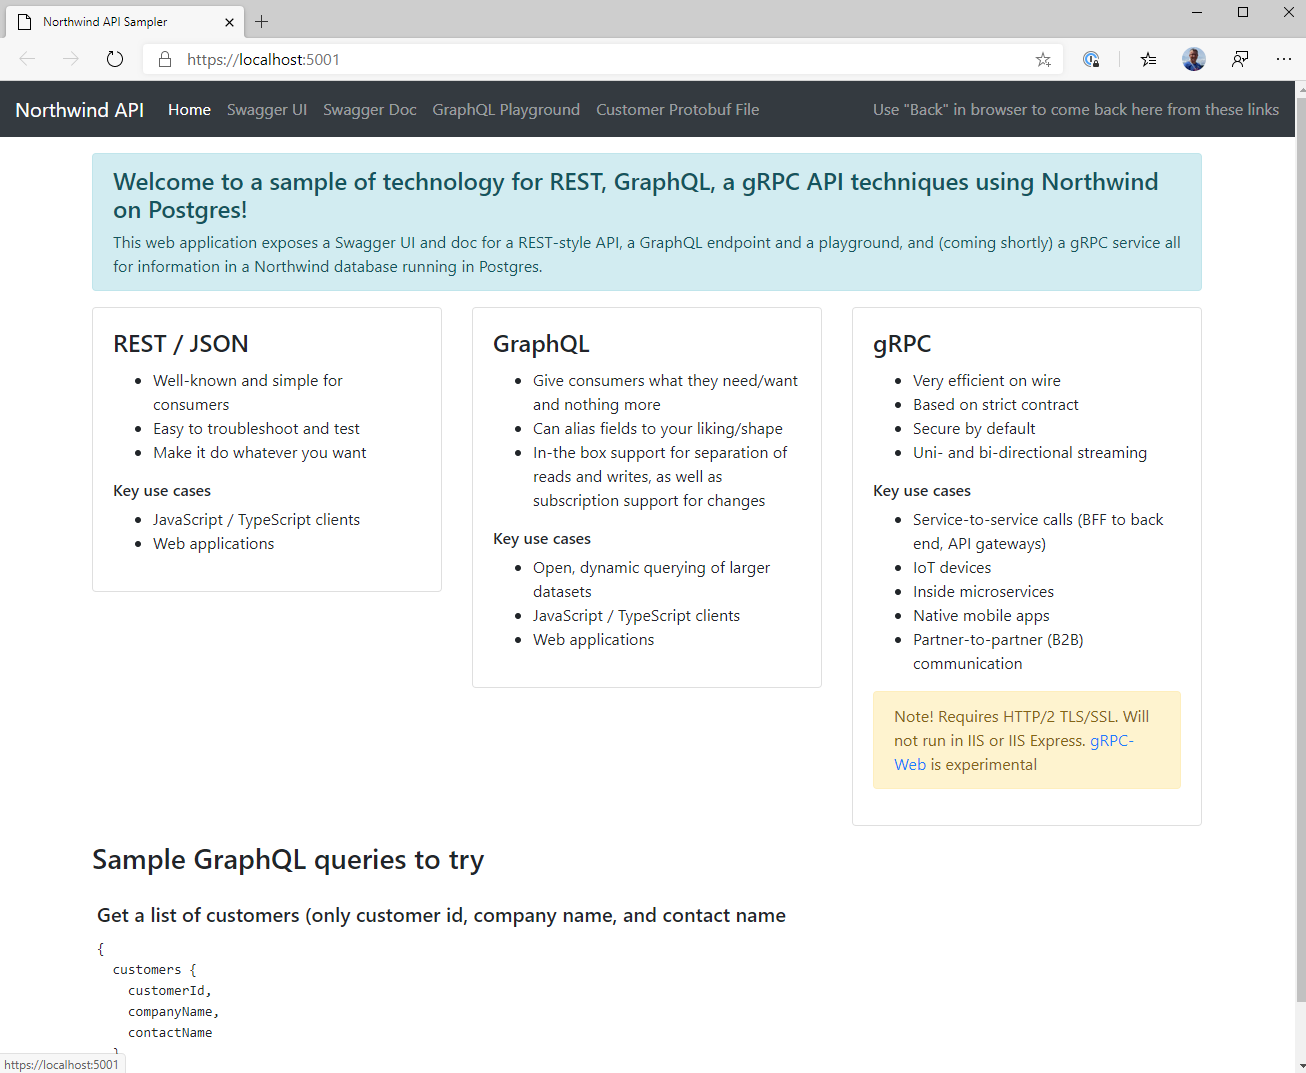 Northwind API Sampler
https://localhost:5001
Northwind API Home Swagger UI Swagger Doc GraphQL Playground Customer Protobuf File Use "Back" in browser to come back here from these links
Welcome to a sample of technology for REST, GraphQL, a gRPC API techniques using Northwind
on Postgres!
This web application exposes a Swagger UI and doc for a REST-style API, a GraphQL endpoint and a playground, and (coming shortly) a gRPC service all
for information in a Northwind database running in Postgres.
REST / JSON
• Well-known and simple for
consumers
• Easy to troubleshoot and test
• Make it do whatever you want
Key use cases
• JavaScript / TypeScript clients
• Web applications
GraphQL
• Give consumers what they need/want
and nothing more
• Can alias fields to your liking/shape
• In-the box support for separation of
reads and writes, as well as
subscription support for changes
Key use cases
• Open, dynamic querying of larger
datasets
• JavaScript / TypeScript clients
• Web applications
gRPC
• Very efficient on wire
• Based on strict contract
• Secure by default
• Uni- and bi-directional streaming
Key use cases
• Service-to-service calls (BFF to back
end, API gateways)
• IoT devices
• Inside microservices
• Native mobile apps
• Partner-to-partner (B2B)
communication
Note! Requires HTTP/2 TLS/SSL. Will
not run in IIS or IIS Express. gRPC-
Web is experimental
Sample GraphQL queries to try
Get a list of customers (only customer id, company name, and contact name
{
customers {
customerId,
companyName,
contactName
}
https://localhost:5001